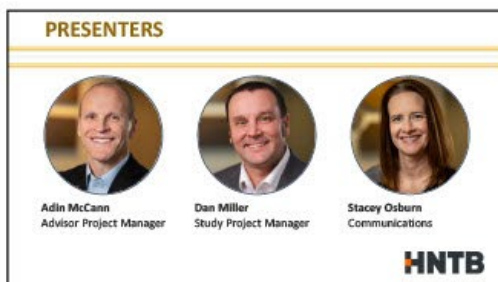 PRESENTERS
Adin McCann
Advisor Project Manager
Dan Miller
Study Project Manager
Stacey Osburn
Communications
HNTB